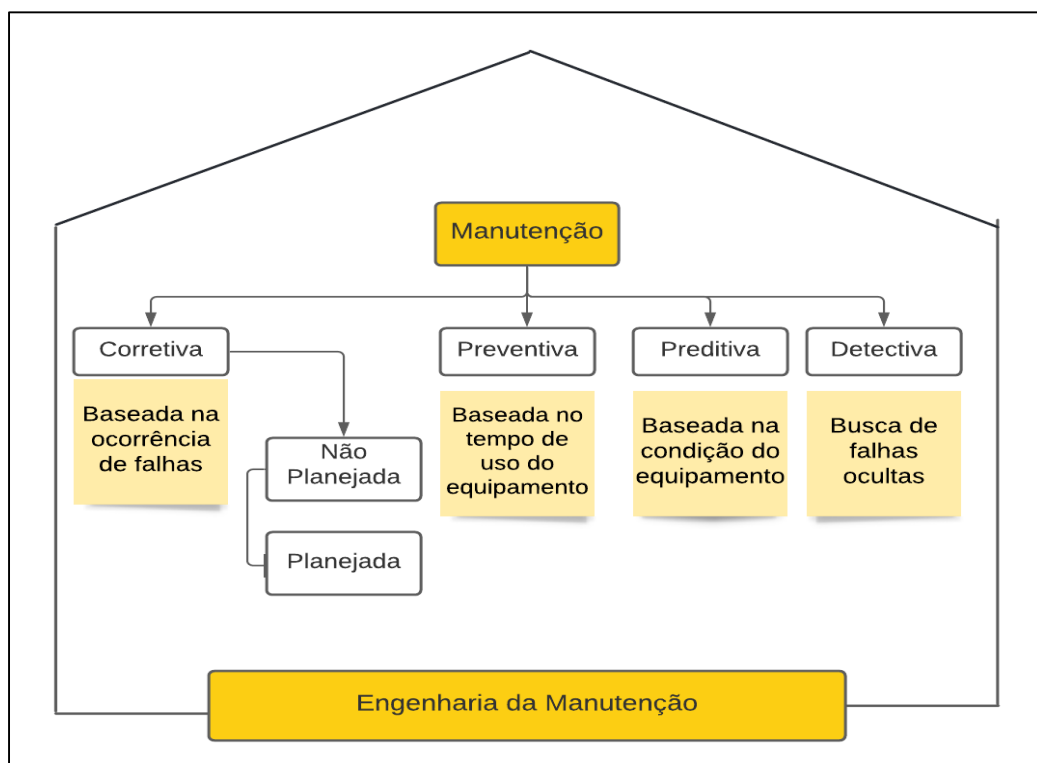 Manutenção
Corretiva
Preventiva
Preditiva
Detectiva
Baseada na
ocorrência
de falhas
Não
Planejada
Planejada
Baseada no
tempo de
uso do
equipamento
Baseada na
condição do
equipamento
Busca de
falhas
ocultas
Engenharia da Manutenção